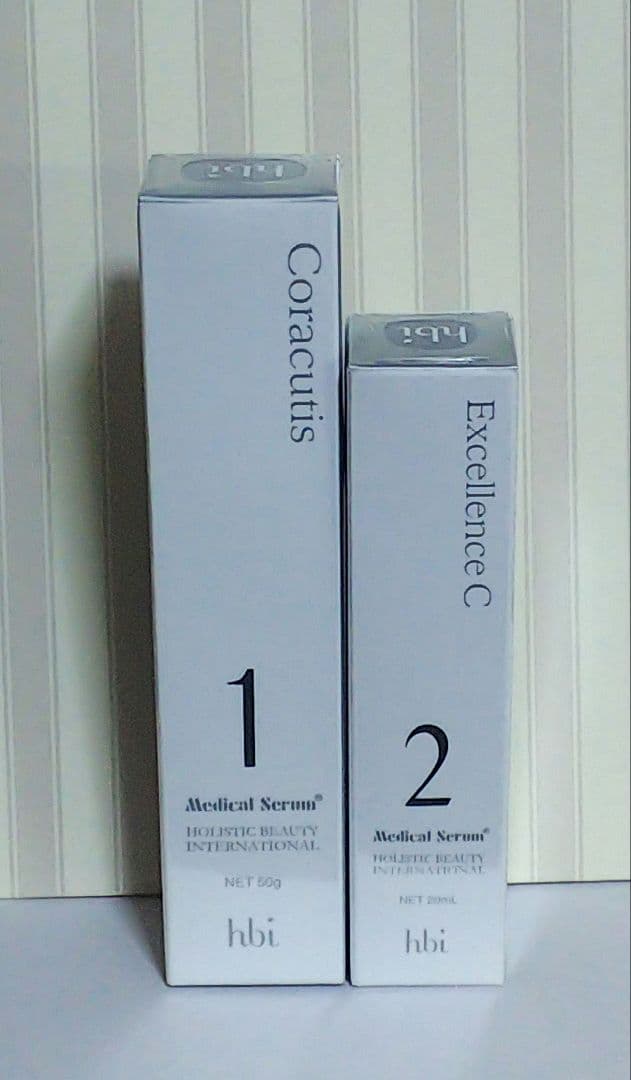 hbi
Coracutis
1
Medical Serum®
HOLISTIC BEAUTY
INTERNATIONAL
NET 50g
hbi
hbi
Excellence C
2
Medical Serum®
HOLISTIC BEAUTY
INTERNATIONAL
NET 20mL
hbi